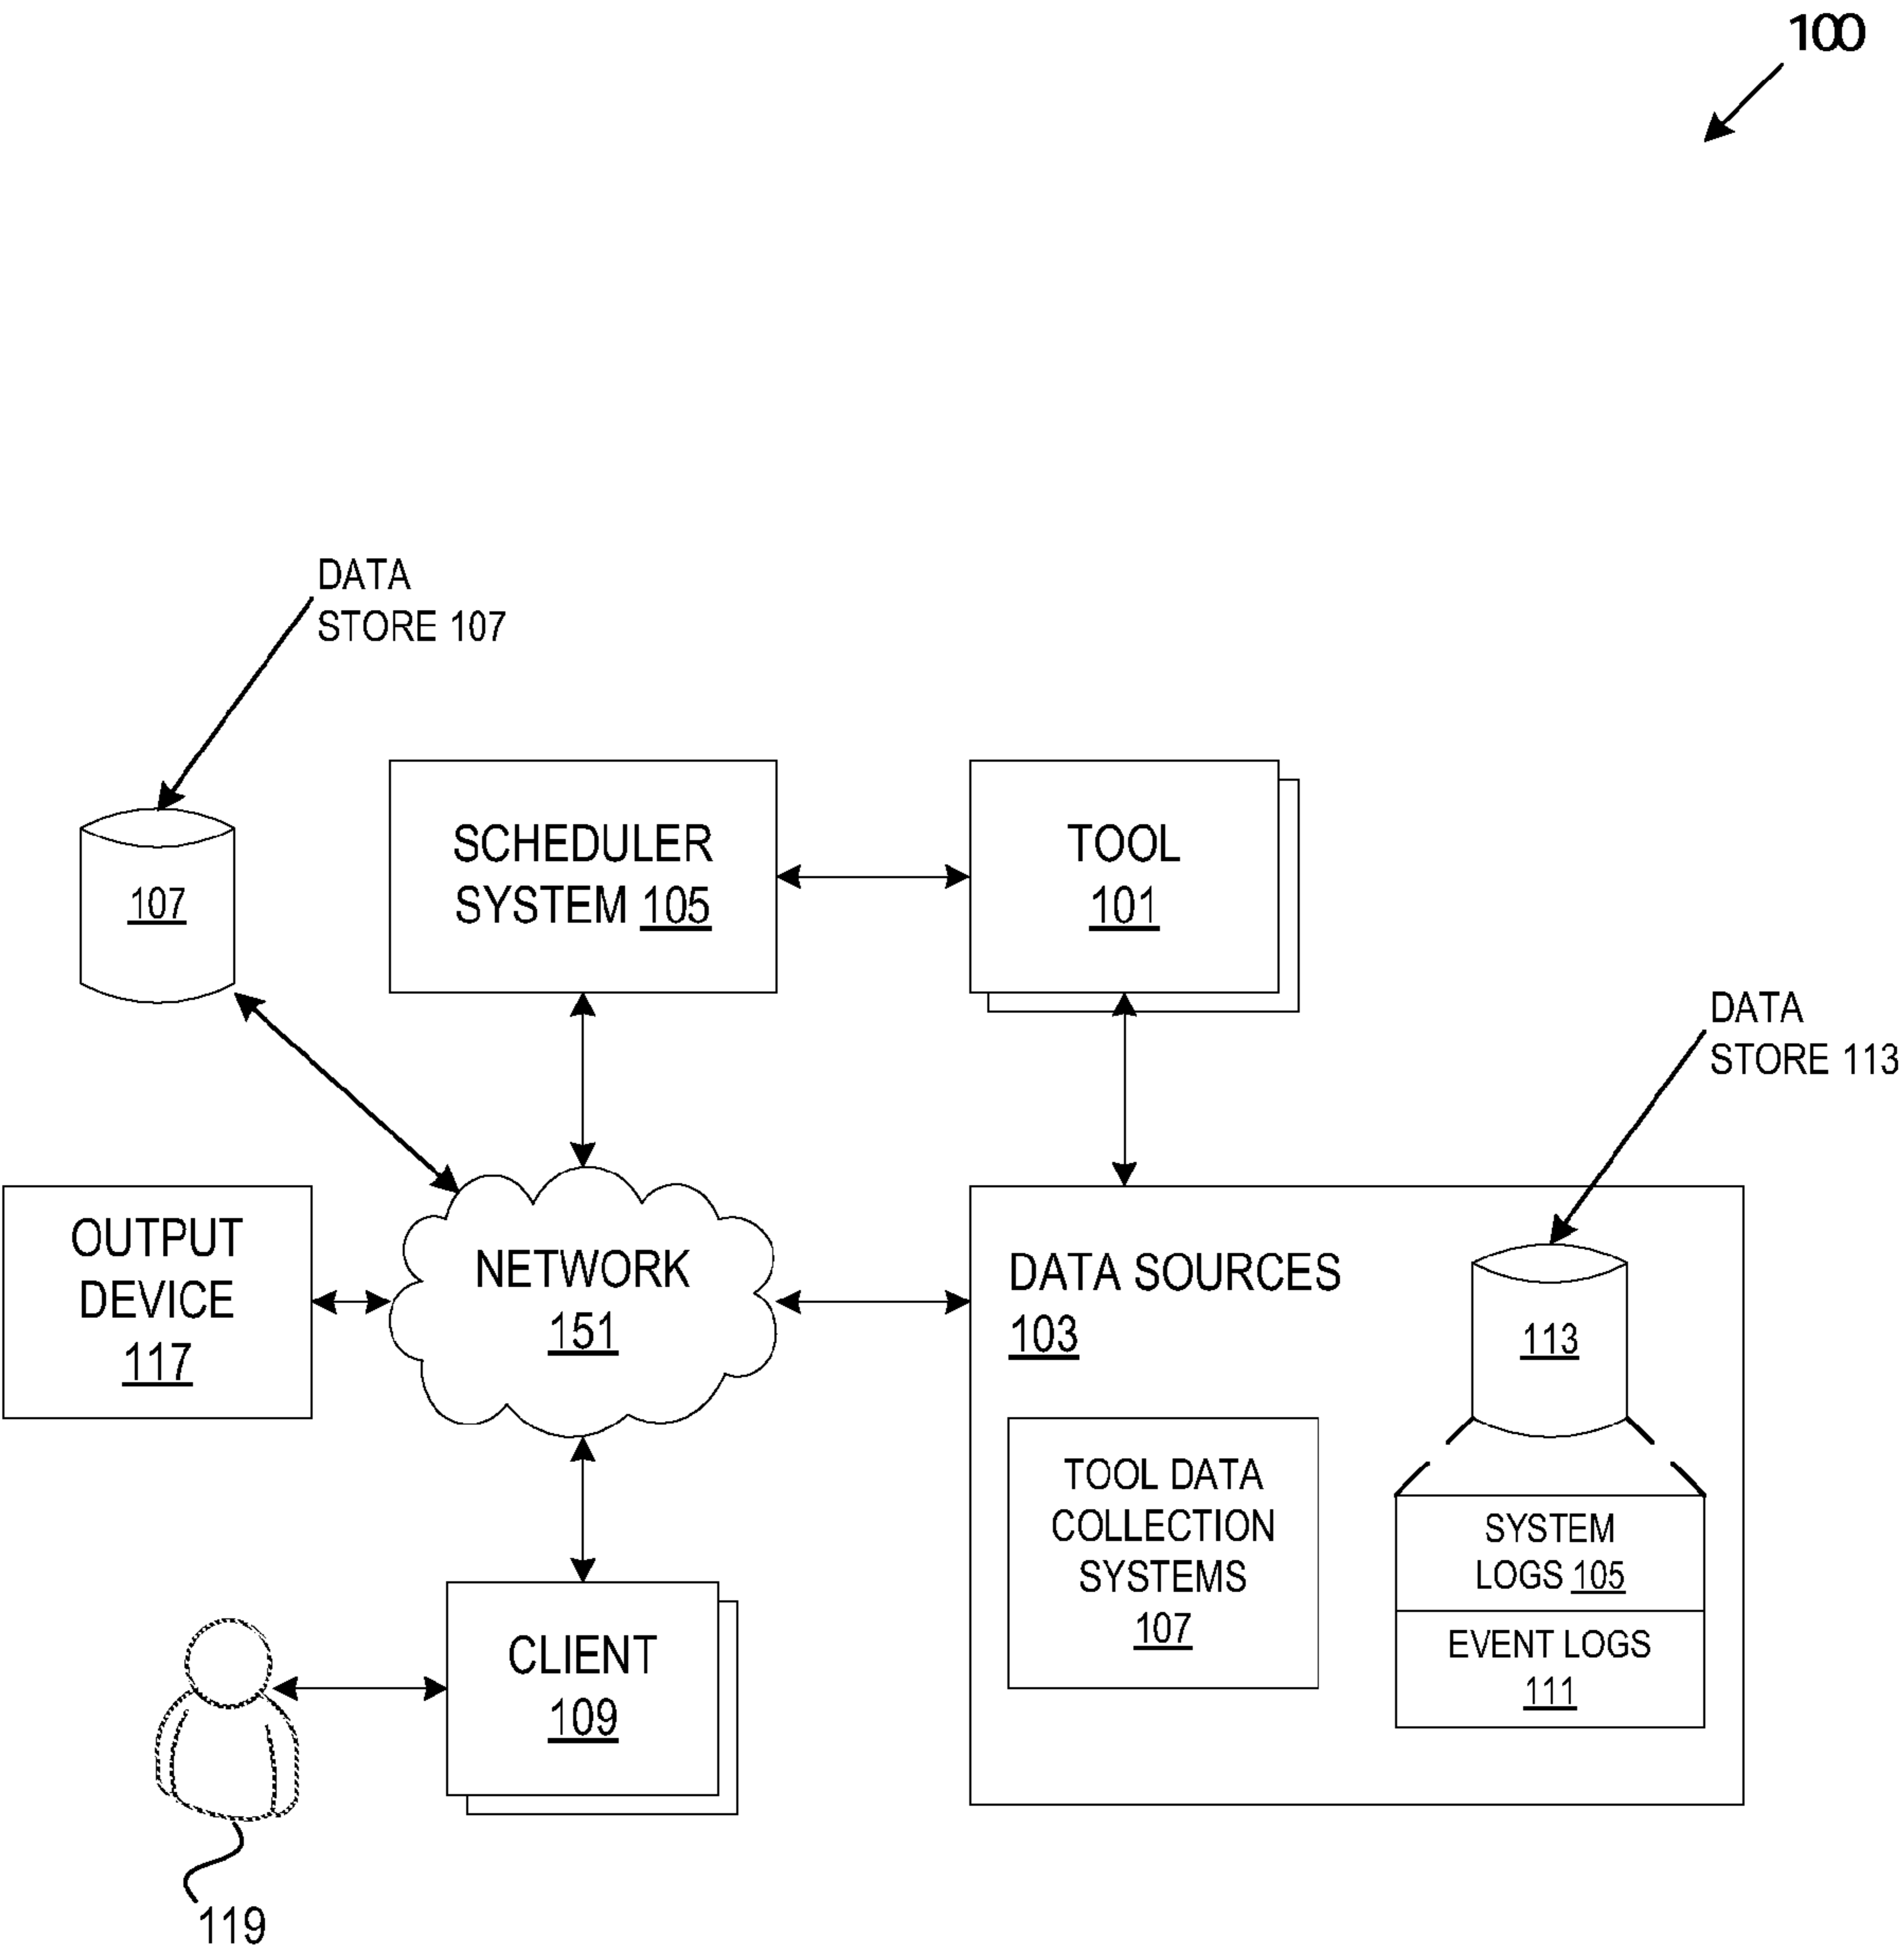 100
DATA
STORE 107
107
SCHEDULER
SYSTEM 105
TOOL
101
DATA
STORE 113
OUTPUT
DEVICE
117
NETWORK
151
DATA SOURCES
103
113
TOOL DATA
COLLECTION
SYSTEMS
107
SYSTEM
LOGS 105
EVENT LOGS
111
CLIENT
109
119